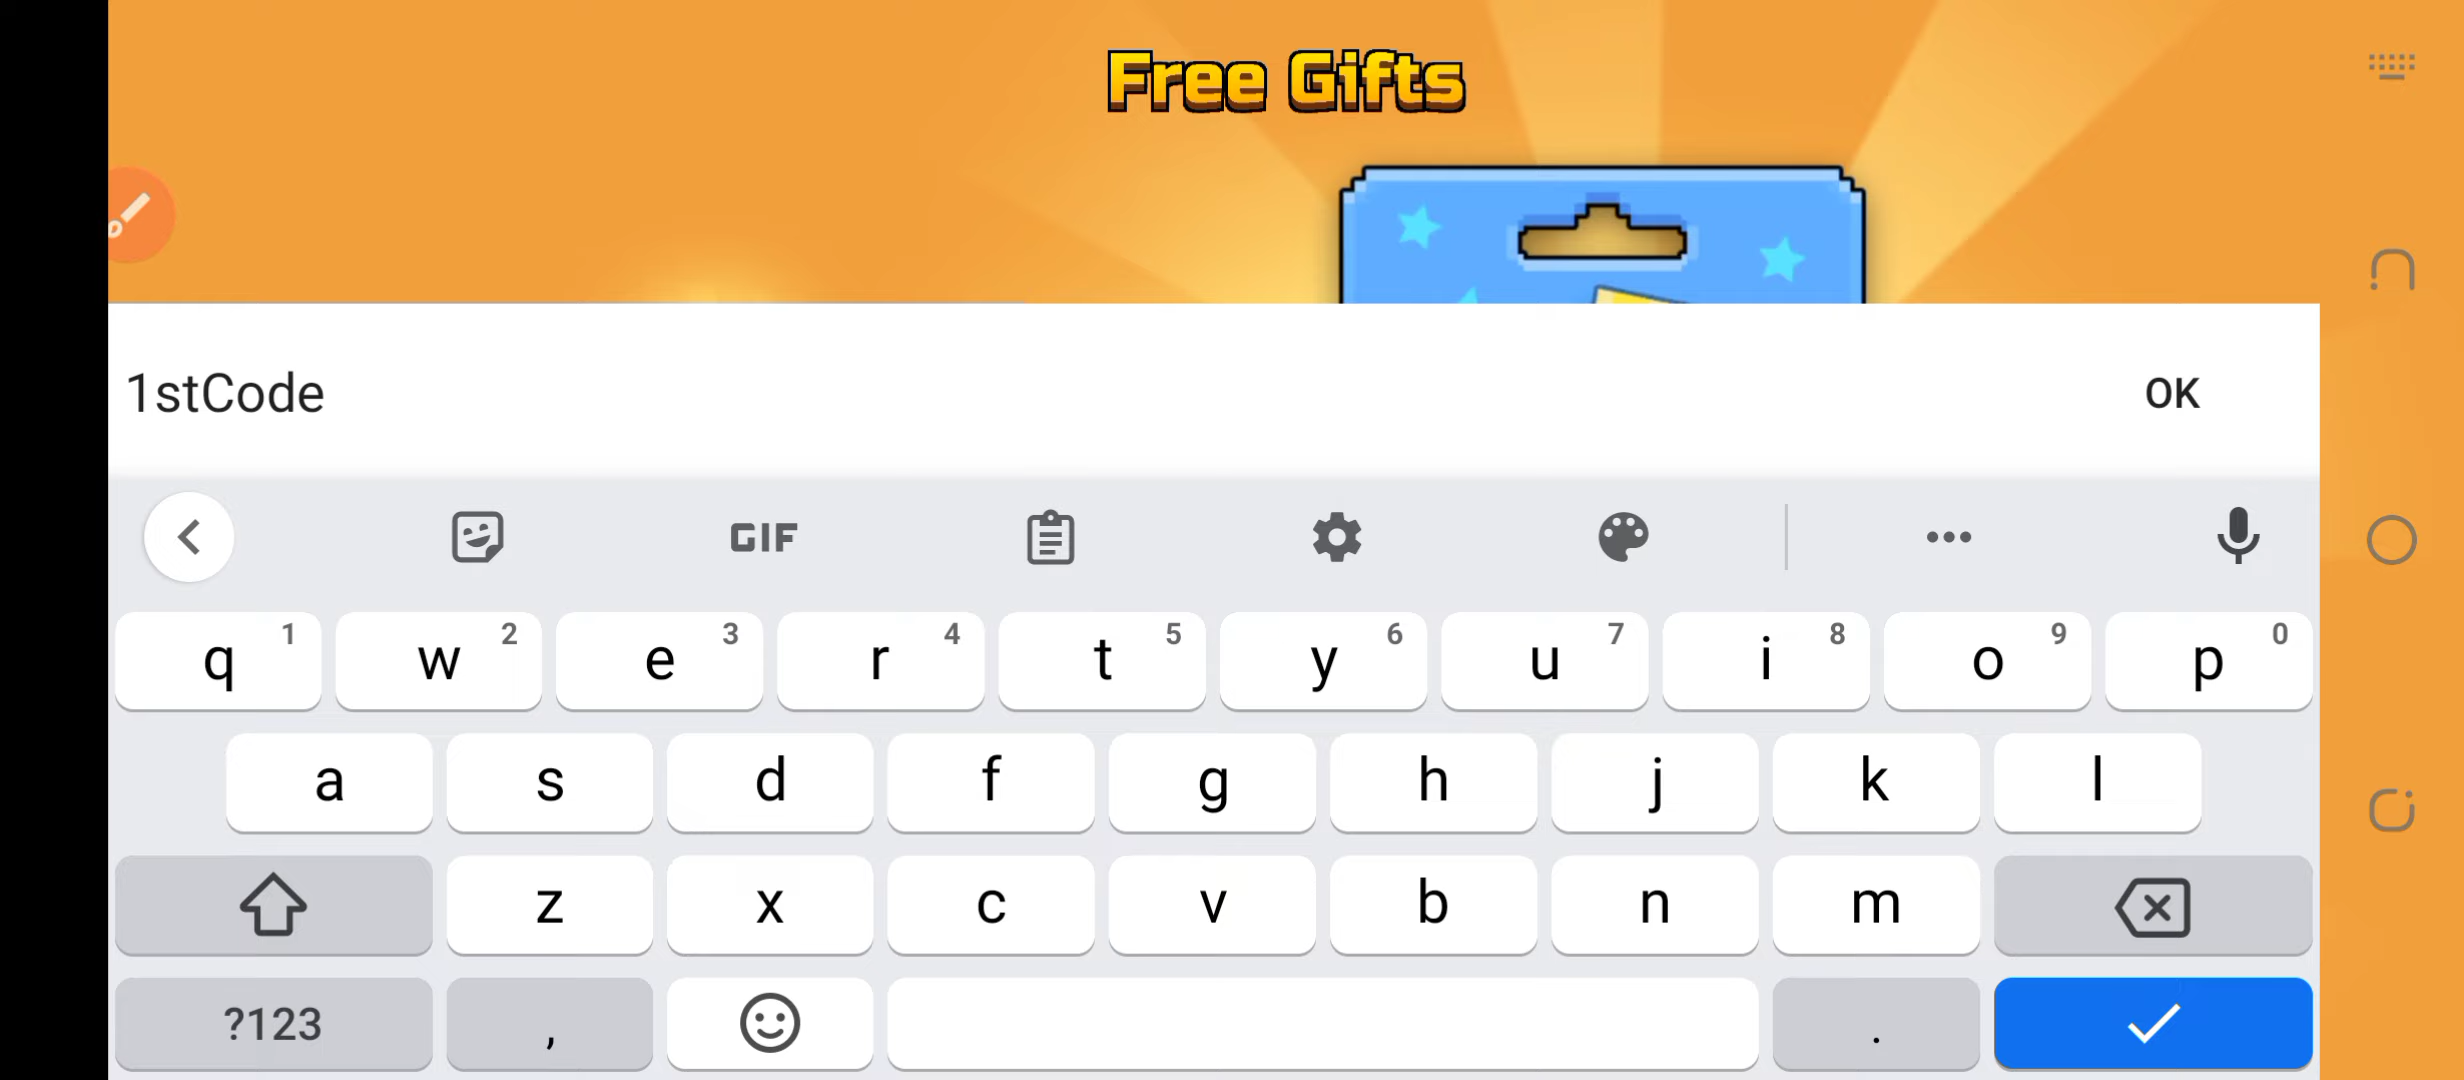 Free Gifts
1stCode OK
GIF
q 1 w 2 e 3 r 4 t 5 y 6 u 7 i 8 o 9 p 0
a s d f g h j k l
z x c v b n m
?123 , .